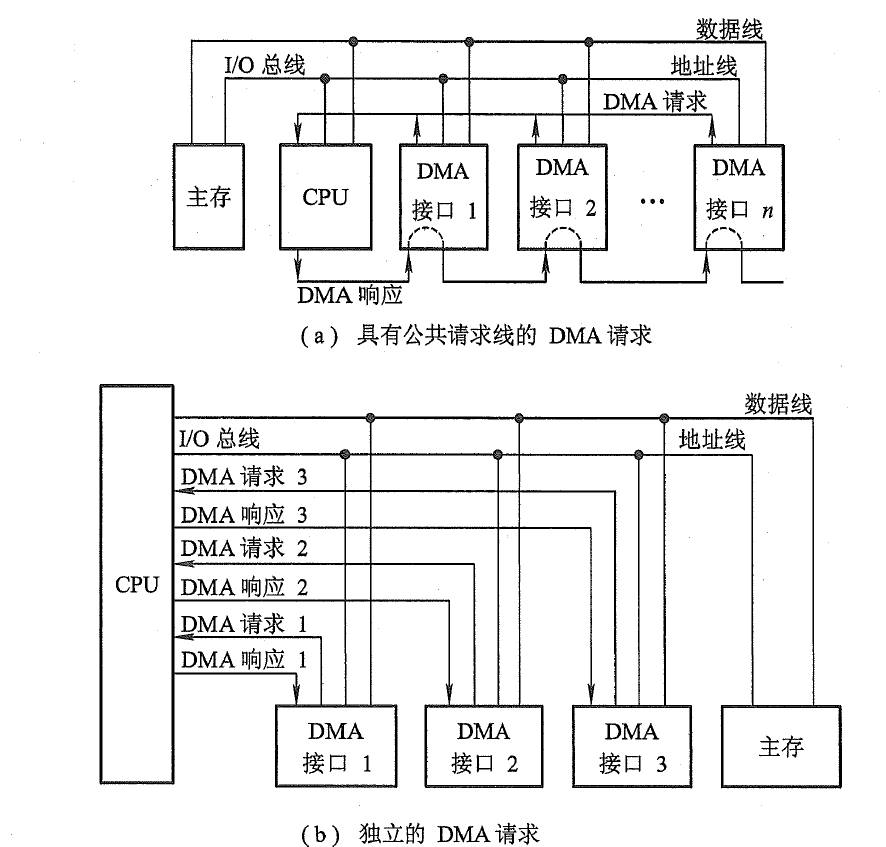 数据线
I/O 总线 地址线
DMA 请求
主存 CPU DMA 接口 1 DMA 接口 2 … DMA 接口 n
DMA 响应
(a) 具有公共请求线的 DMA 请求
数据线
I/O 总线 地址线
DMA 请求 3
DMA 响应 3
DMA 请求 2
CPU
DMA 响应 2
DMA 请求 1
DMA 响应 1
DMA 接口 1 DMA 接口 2 DMA 接口 3 主存
(b) 独立的 DMA 请求